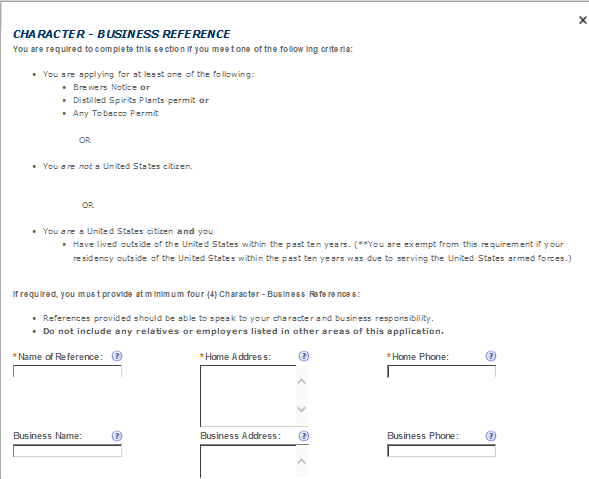 CHARACTER - BUSINESS REFERENCE
You are required to complete this section if you meet one of the following criteria:
• You are applying for at least one of the following:
• Brewers Notice or
• Distilled Spirits Plants permit or
• Any Tobacco Permit
OR
• You are not a United States citizen.
OR
• You are a United States citizen and you
• Have lived outside of the United States within the past ten years. (**You are exempt from this requirement if your
residency outside of the United States within the past ten years was due to serving the United States armed forces.)
If required, you must provide at minimum four (4) Character - Business References:
• References provided should be able to speak to your character and business responsibility.
• Do not include any relatives or employers listed in other areas of this application.
*Name of Reference: ? *Home Address: ? *Home Phone: ?
Business Name: ? Business Address: ? Business Phone: ?